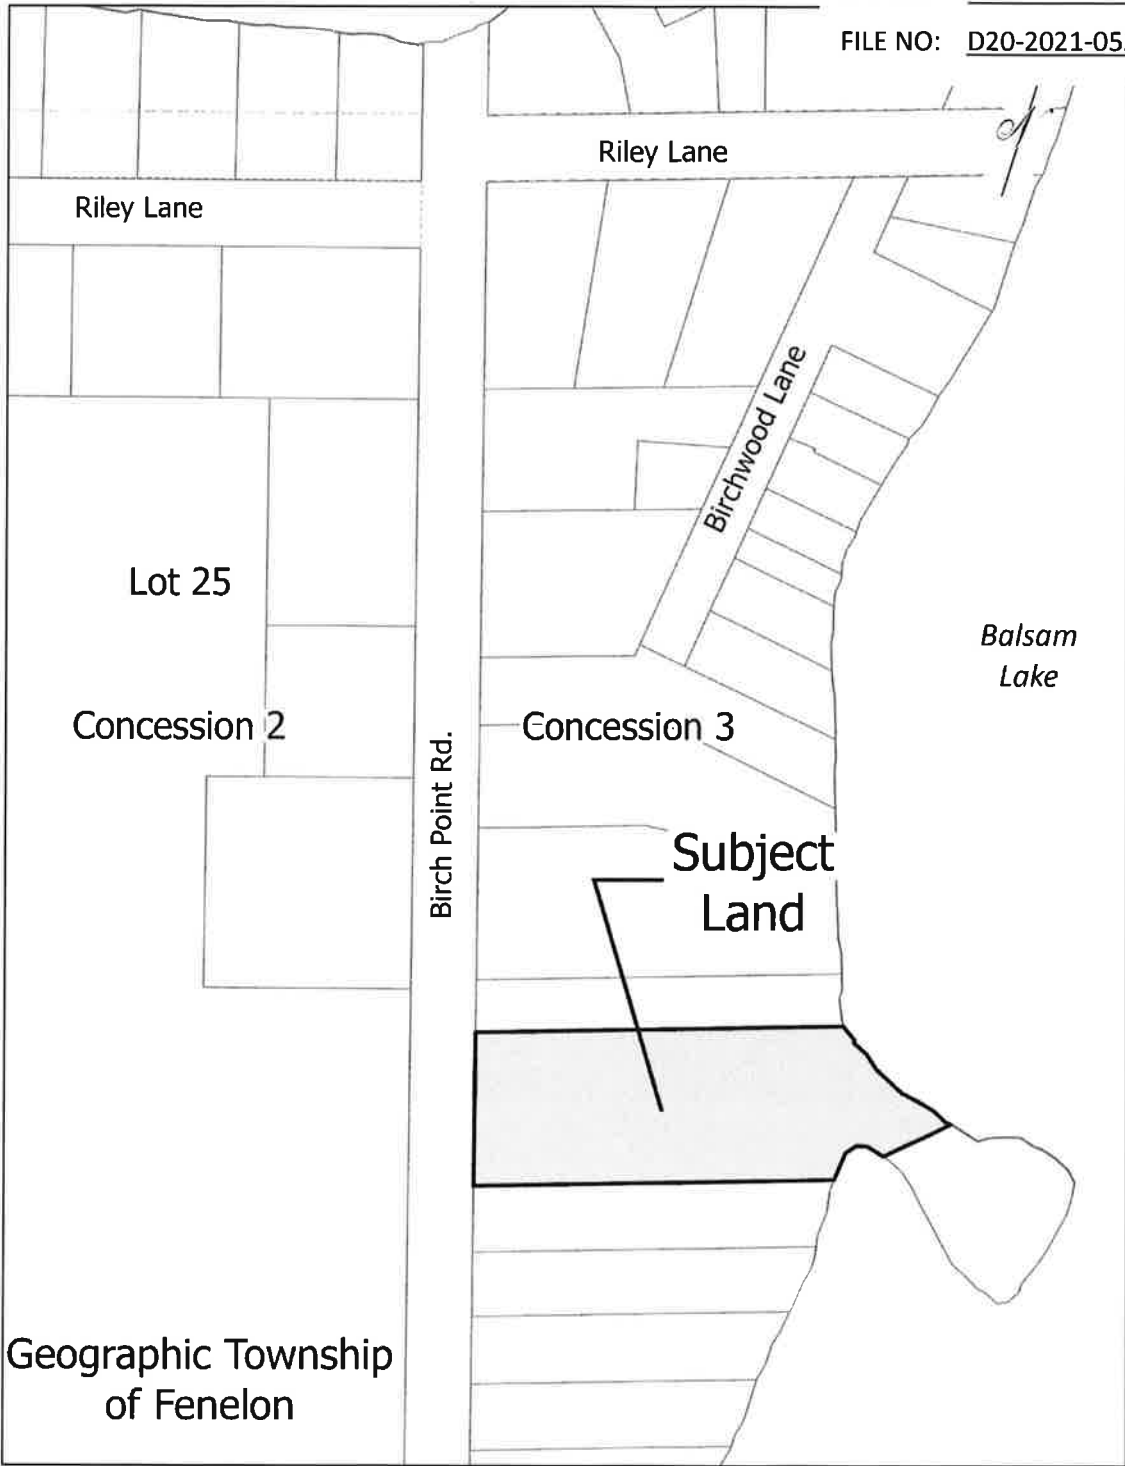 FILE NO: D20-2021-05
Riley Lane
Riley Lane
Birchwood Lane
Lot 25
Balsam
Lake
Concession 2
Concession 3
Birch Point Rd.
Subject
Land
Geographic Township
of Fenelon